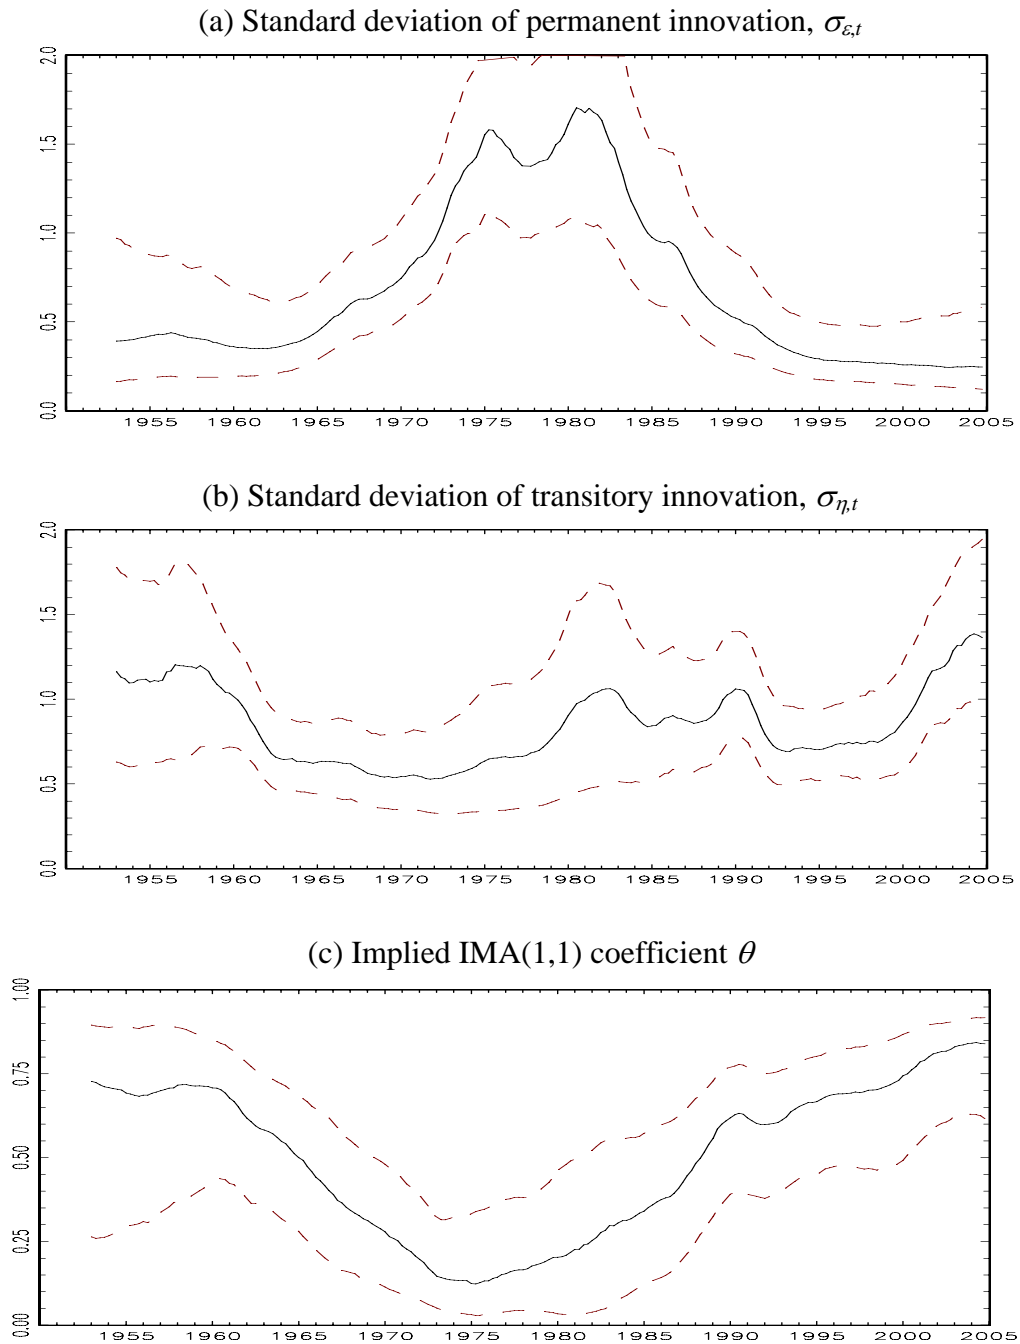 (a) Standard deviation of permanent innovation, σε,t
2.0
1.5
1.0
0.5
0.0
1955 1960 1965 1970 1975 1980 1985 1990 1995 2000 2005
(b) Standard deviation of transitory innovation, ση,t
2.0
1.5
1.0
0.5
0.0
1955 1960 1965 1970 1975 1980 1985 1990 1995 2000 2005
(c) Implied IMA(1,1) coefficient θ
1.00
0.75
0.50
0.25
0.00
1955 1960 1965 1970 1975 1980 1985 1990 1995 2000 2005